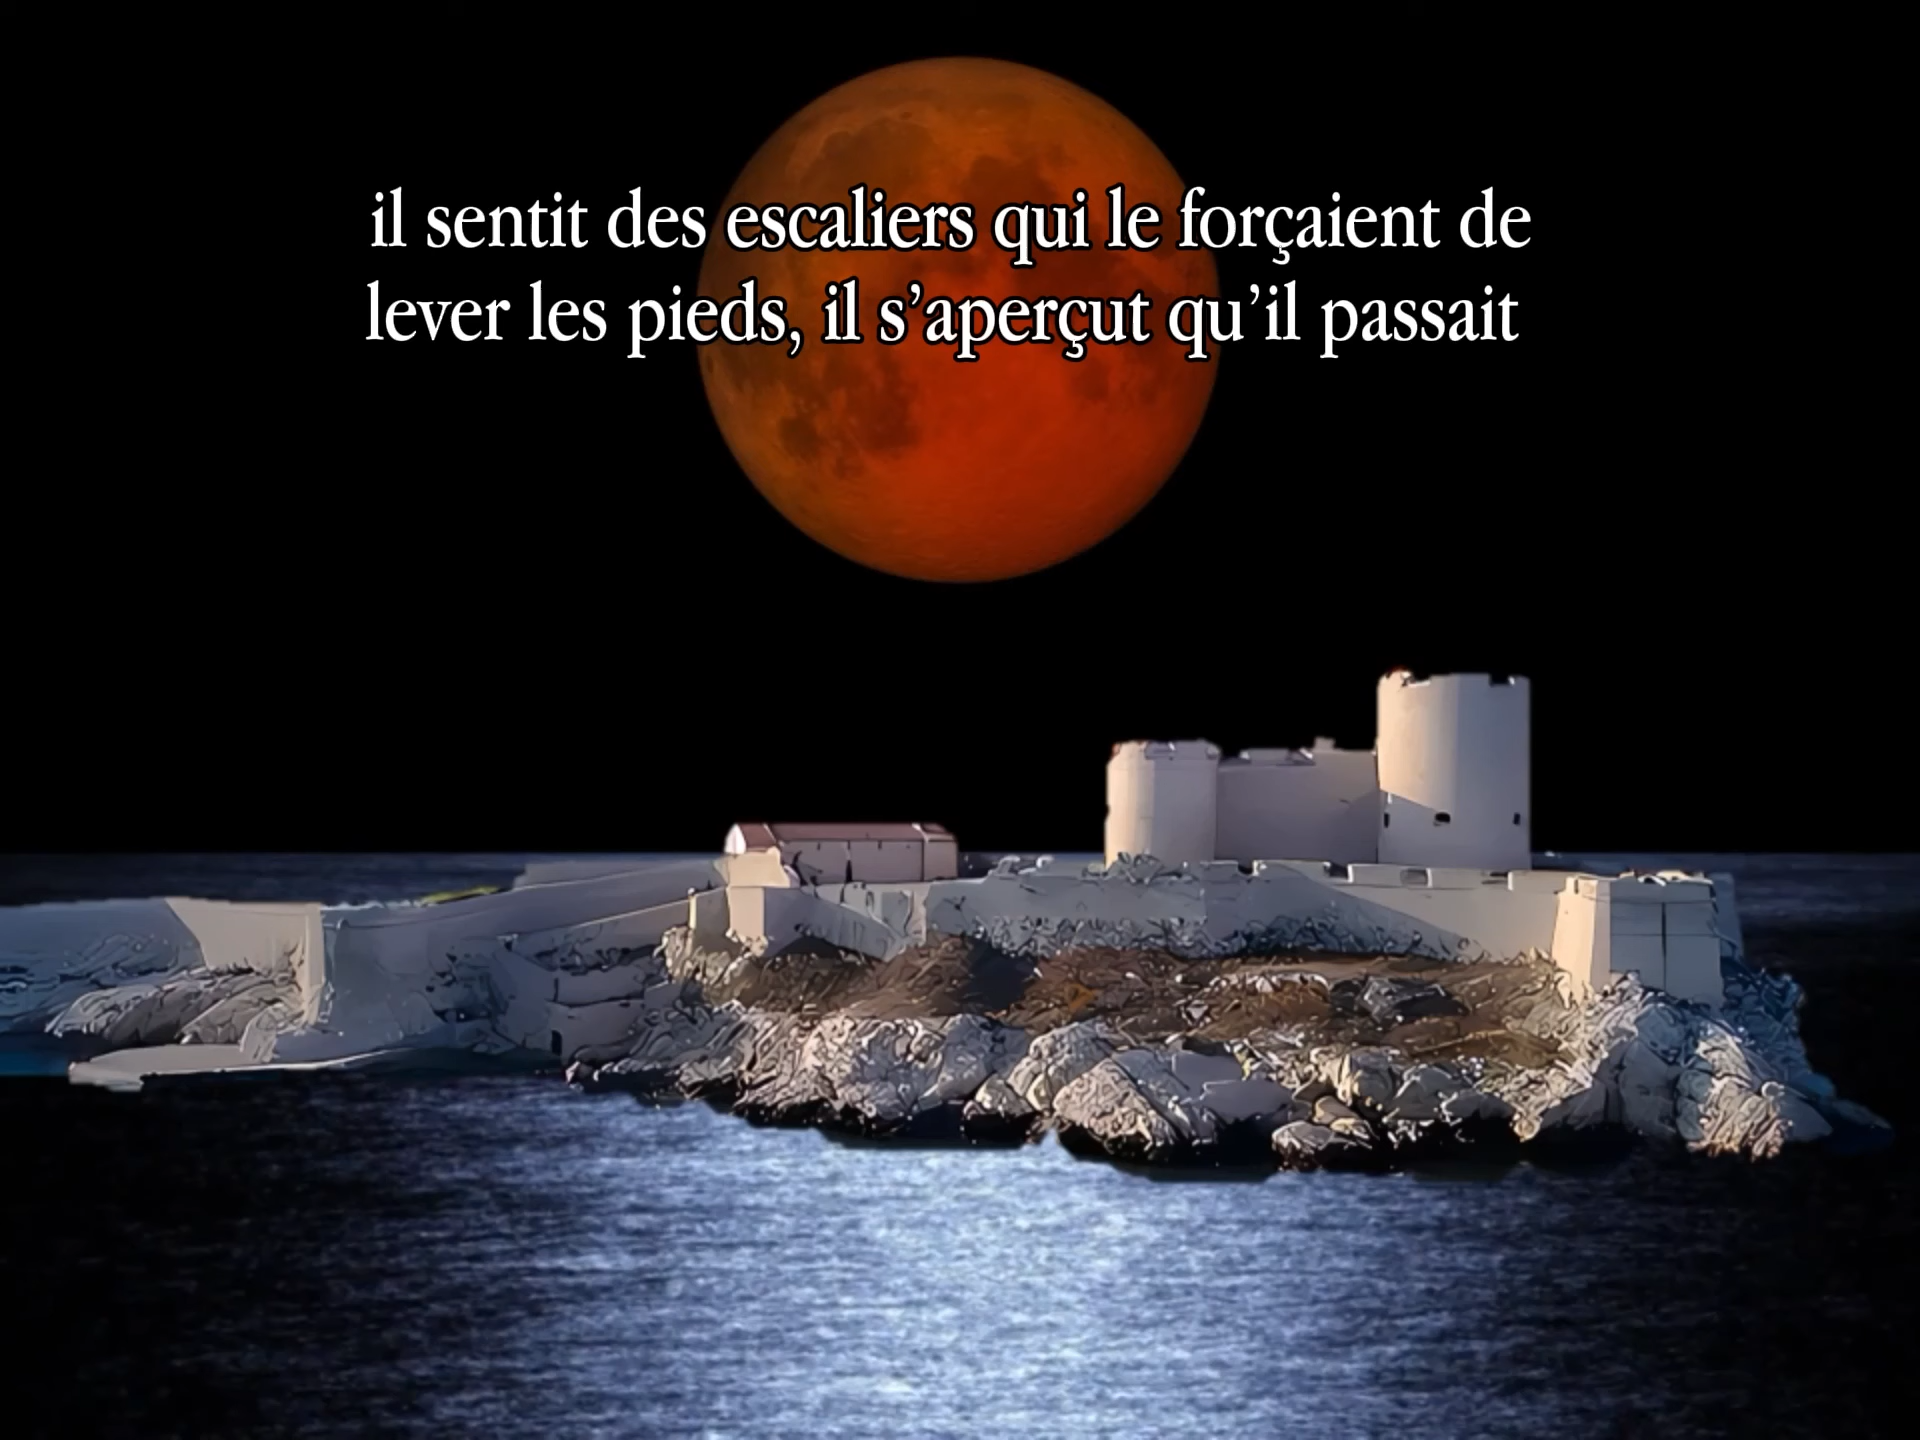 il sentit des escaliers qui le forçaient de
lever les pieds, il s’aperçut qu’il passait